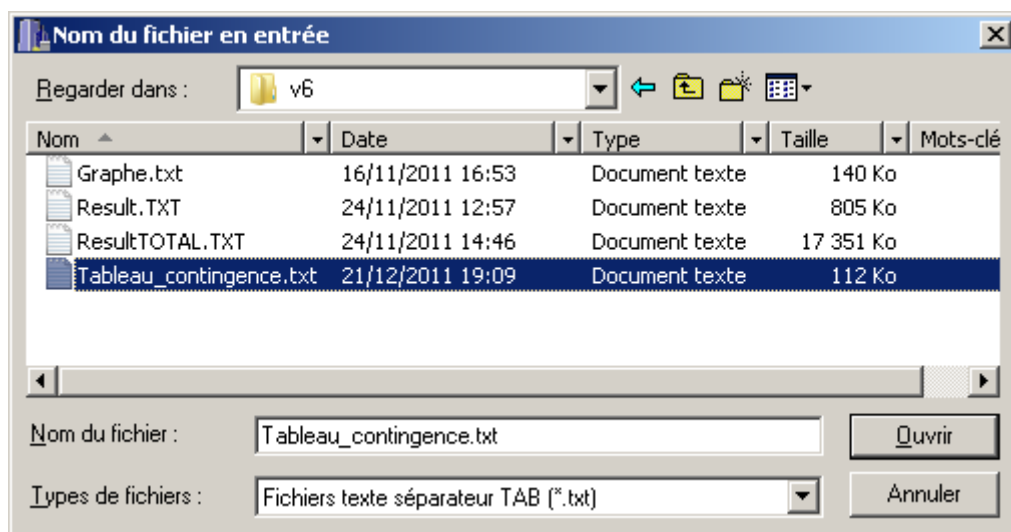 Nom du fichier en entrée
Regarder dans : v6
Nom Date Type Taille Mots-clé
Graphe.txt 16/11/2011 16:53 Document texte 140 Ko
Result.TXT 24/11/2011 12:57 Document texte 805 Ko
ResultTOTAL.TXT 24/11/2011 14:46 Document texte 17 351 Ko
Tableau_contingence.txt 21/12/2011 19:09 Document texte 112 Ko
Nom du fichier : Tableau_contingence.txt Ouvrir
Types de fichiers : Fichiers texte séparateur TAB (*.txt) Annuler